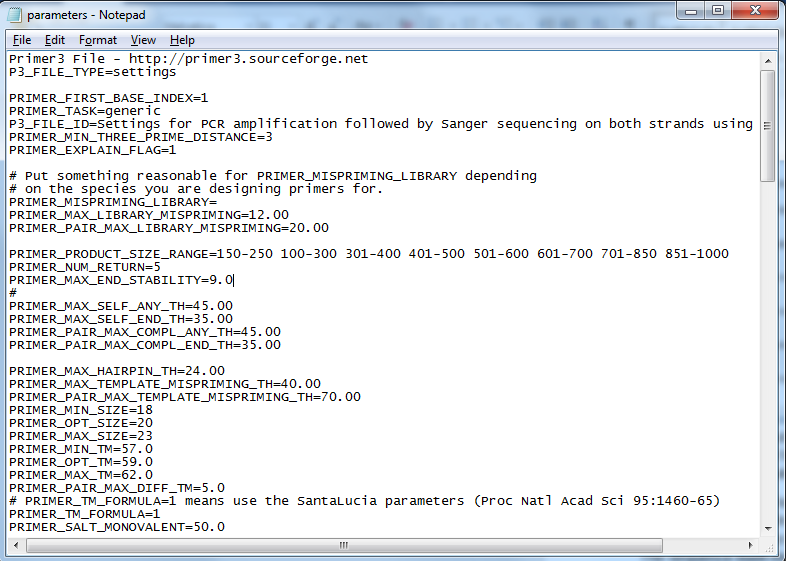 parameters - Notepad
File Edit Format View Help
Primer3 File - http://primer3.sourceforge.net
P3_FILE_TYPE=settings
PRIMER_FIRST_BASE_INDEX=1
PRIMER_TASK=generic
P3_FILE_ID=Settings for PCR amplification followed by Sanger sequencing on both strands using
PRIMER_MIN_THREE_PRIME_DISTANCE=3
PRIMER_EXPLAIN_FLAG=1
# Put something reasonable for PRIMER_MISPRIMING_LIBRARY depending
# on the species you are designing primers for.
PRIMER_MISPRIMING_LIBRARY=
PRIMER_MAX_LIBRARY_MISPRIMING=12.00
PRIMER_PAIR_MAX_LIBRARY_MISPRIMING=20.00
PRIMER_PRODUCT_SIZE_RANGE=150-250 100-300 301-400 401-500 501-600 601-700 701-850 851-1000
PRIMER_NUM_RETURN=5
PRIMER_MAX_END_STABILITY=9.0
#
PRIMER_MAX_SELF_ANY_TH=45.00
PRIMER_MAX_SELF_END_TH=35.00
PRIMER_PAIR_MAX_COMPL_ANY_TH=45.00
PRIMER_PAIR_MAX_COMPL_END_TH=35.00
PRIMER_MAX_HAIRPIN_TH=24.00
PRIMER_MAX_TEMPLATE_MISPRIMING_TH=40.00
PRIMER_PAIR_MAX_TEMPLATE_MISPRIMING_TH=70.00
PRIMER_MIN_SIZE=18
PRIMER_OPT_SIZE=20
PRIMER_MAX_SIZE=23
PRIMER_MIN_TM=57.0
PRIMER_OPT_TM=59.0
PRIMER_MAX_TM=62.0
PRIMER_PAIR_MAX_DIFF_TM=5.0
# PRIMER_TM_FORMULA=1 means use the SantaLucia parameters (Proc Natl Acad Sci 95:1460-65)
PRIMER_TM_FORMULA=1
PRIMER_SALT_MONOVALENT=50.0